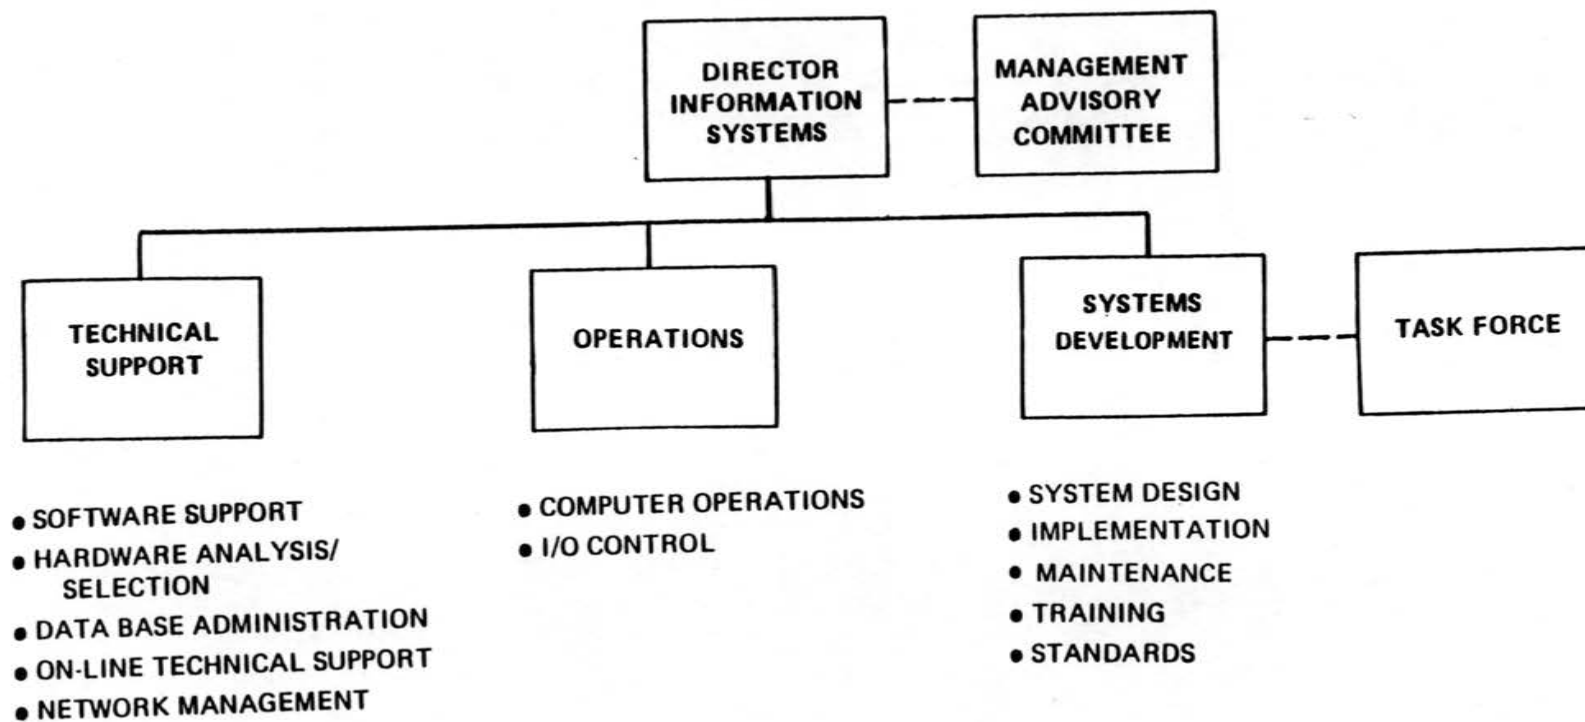 DIRECTOR
INFORMATION
SYSTEMS
MANAGEMENT
ADVISORY
COMMITTEE
TECHNICAL
SUPPORT
OPERATIONS
SYSTEMS
DEVELOPMENT
TASK FORCE
• SOFTWARE SUPPORT
• HARDWARE ANALYSIS/
SELECTION
• DATA BASE ADMINISTRATION
• ON-LINE TECHNICAL SUPPORT
• NETWORK MANAGEMENT
• COMPUTER OPERATIONS
• I/O CONTROL
• SYSTEM DESIGN
• IMPLEMENTATION
• MAINTENANCE
• TRAINING
• STANDARDS